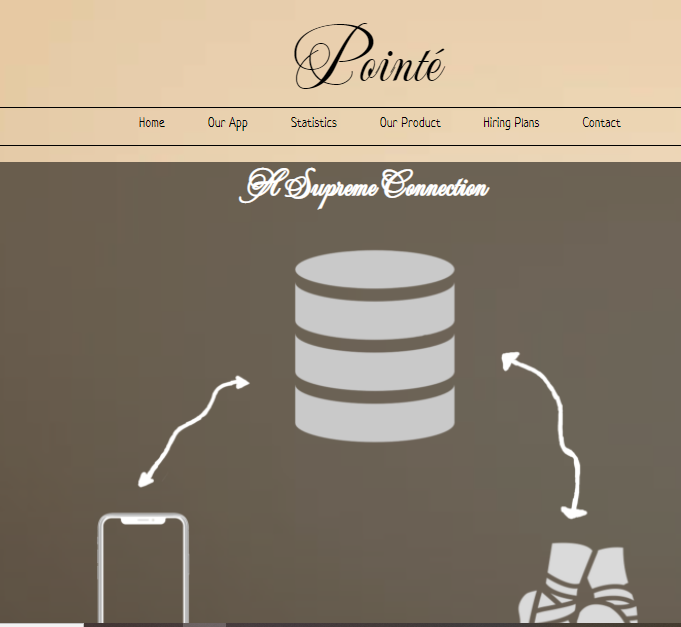 Pointé
Home Our App Statistics Our Product Hiring Plans Contact
A Supreme Connection